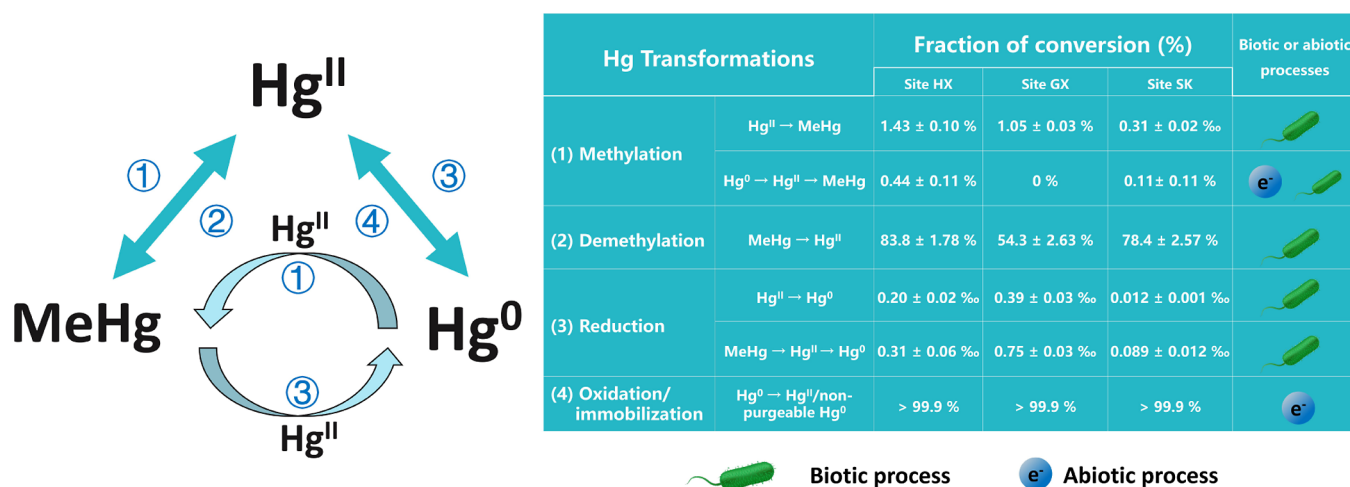 Hg^II
①
③
②
④
Hg^II
①
MeHg
Hg^0
③
Hg^II
Hg Transformations
Fraction of conversion (%)
Biotic or abiotic
processes
Site HX
Site GX
Site SK
(1) Methylation
Hg^II → MeHg
1.43 ± 0.10 %
1.05 ± 0.03 %
0.31 ± 0.02 ‰
Hg^0 → Hg^II → MeHg
0.44 ± 0.11 %
0 %
0.11± 0.11 %
e^-
(2) Demethylation
MeHg → Hg^II
83.8 ± 1.78 %
54.3 ± 2.63 %
78.4 ± 2.57 %
(3) Reduction
Hg^II → Hg^0
0.20 ± 0.02 ‰
0.39 ± 0.03 ‰
0.012 ± 0.001 ‰
MeHg → Hg^II → Hg^0
0.31 ± 0.06 ‰
0.75 ± 0.03 ‰
0.089 ± 0.012 ‰
(4) Oxidation/
immobilization
Hg^0 → Hg^II/non-
purgeable Hg^0
> 99.9 %
> 99.9 %
> 99.9 %
e^-
Biotic process
e^-
Abiotic process